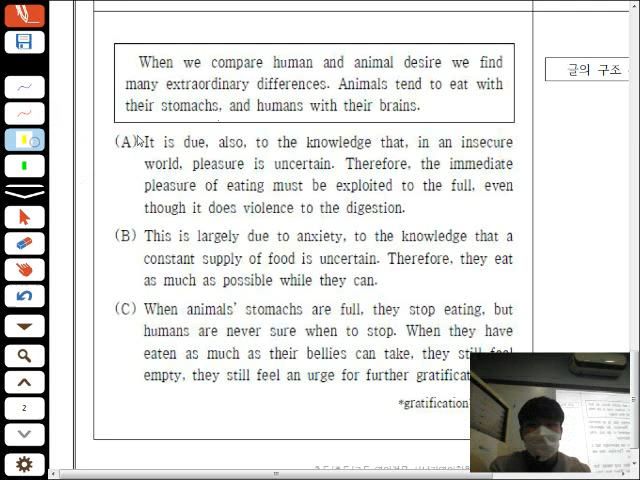 When we compare human and animal desire we find
many extraordinary differences. Animals tend to eat with
their stomachs, and humans with their brains.
글의 구조
(A) It is due, also, to the knowledge that, in an insecure
world, pleasure is uncertain. Therefore, the immediate
pleasure of eating must be exploited to the full, even
though it does violence to the digestion.
(B) This is largely due to anxiety, to the knowledge that a
constant supply of food is uncertain. Therefore, they eat
as much as possible while they can.
(C) When animals' stomachs are full, they stop eating, but
humans are never sure when to stop. When they have
eaten as much as their bellies can take, they still feel
empty, they still feel an urge for further
*gratification
2